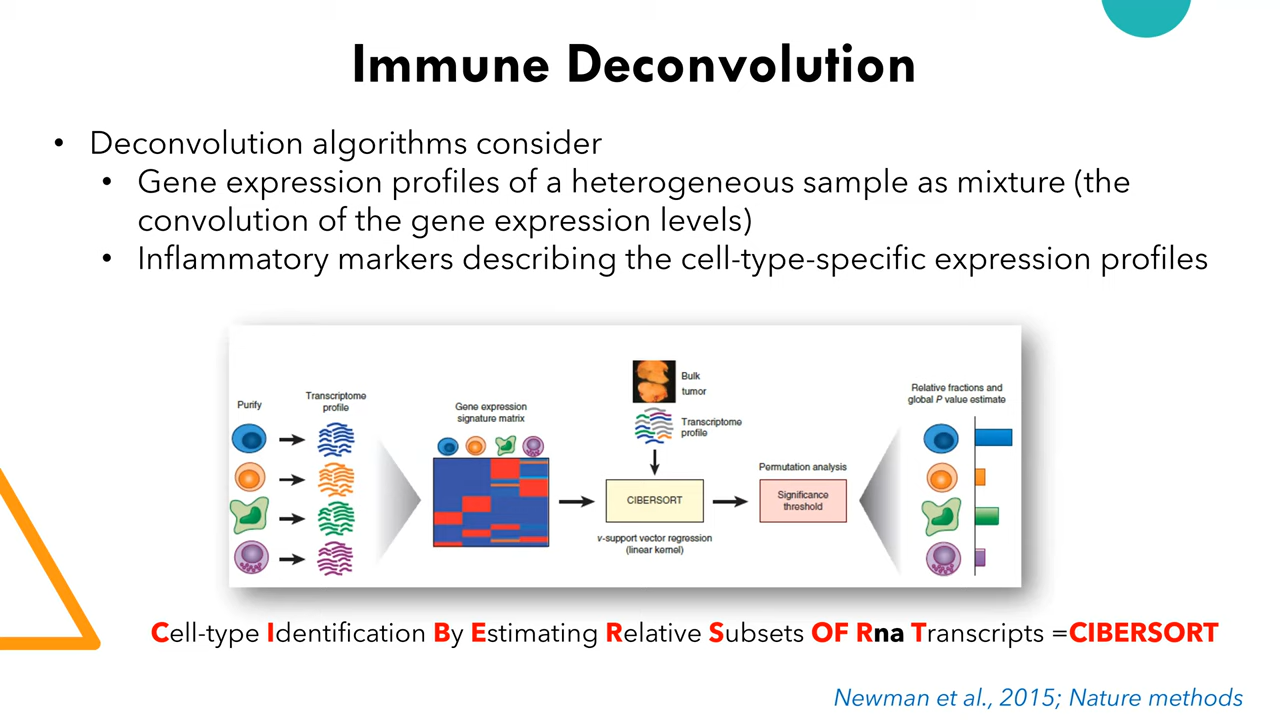 Immune Deconvolution
• Deconvolution algorithms consider
• Gene expression profiles of a heterogeneous sample as mixture (the
convolution of the gene expression levels)
• Inflammatory markers describing the cell-type-specific expression profiles
Purify
Transcriptome
profile
Gene expression
signature matrix
Bulk
tumor
Transcriptome
profile
CIBERSORT
ν-support vector regression
(linear kernel)
Permutation analysis
Significance
threshold
Relative fractions and
global P value estimate
Cell-type Identification By Estimating Relative Subsets OF Rna Transcripts =CIBERSORT
Newman et al., 2015; Nature methods